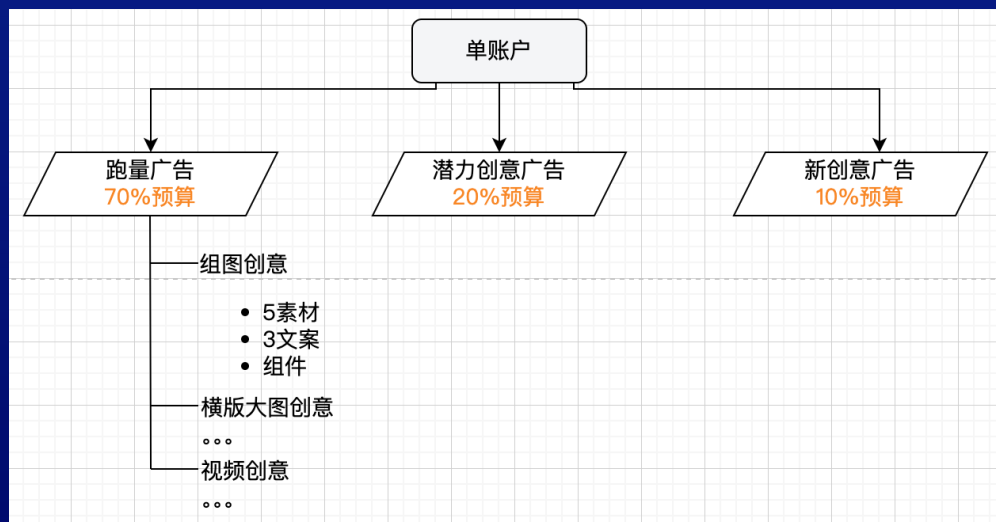 单账户
跑量广告
70%预算
潜力创意广告
20%预算
新创意广告
10%预算
组图创意
• 5素材
• 3文案
• 组件
横版大图创意
。。。
视频创意
。。。